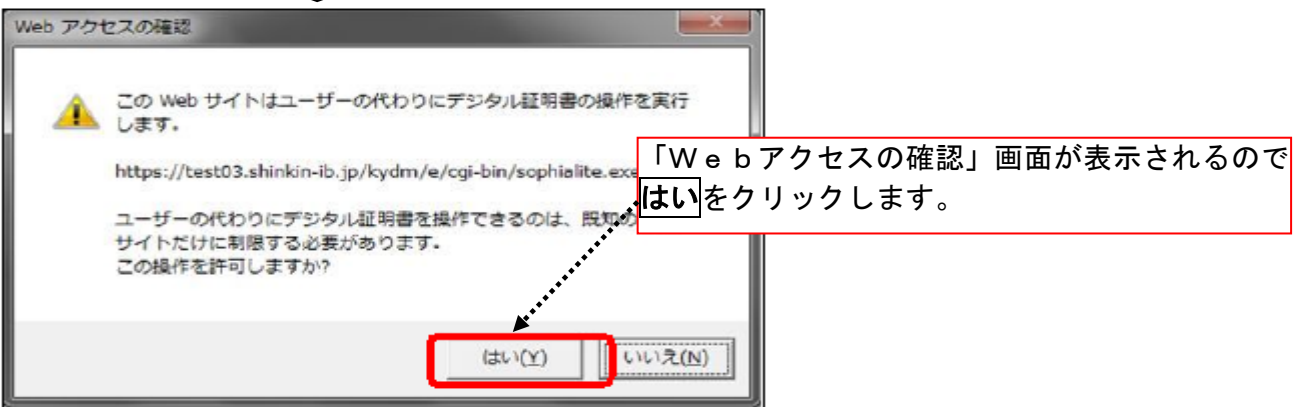 Web アクセスの確認
この Web サイトはユーザーの代わりにデジタル証明書の操作を実行
します。
https://test03.shinkin-ib.jp/kydm/e/cgi-bin/sophialite.exe
ユーザーの代わりにデジタル証明書を操作できるのは、既知の
サイトだけに制限する必要があります。
この操作を許可しますか?
はい(Y)
いいえ(N)
「Ｗｅｂアクセスの確認」画面が表示されるので
はいをクリックします。